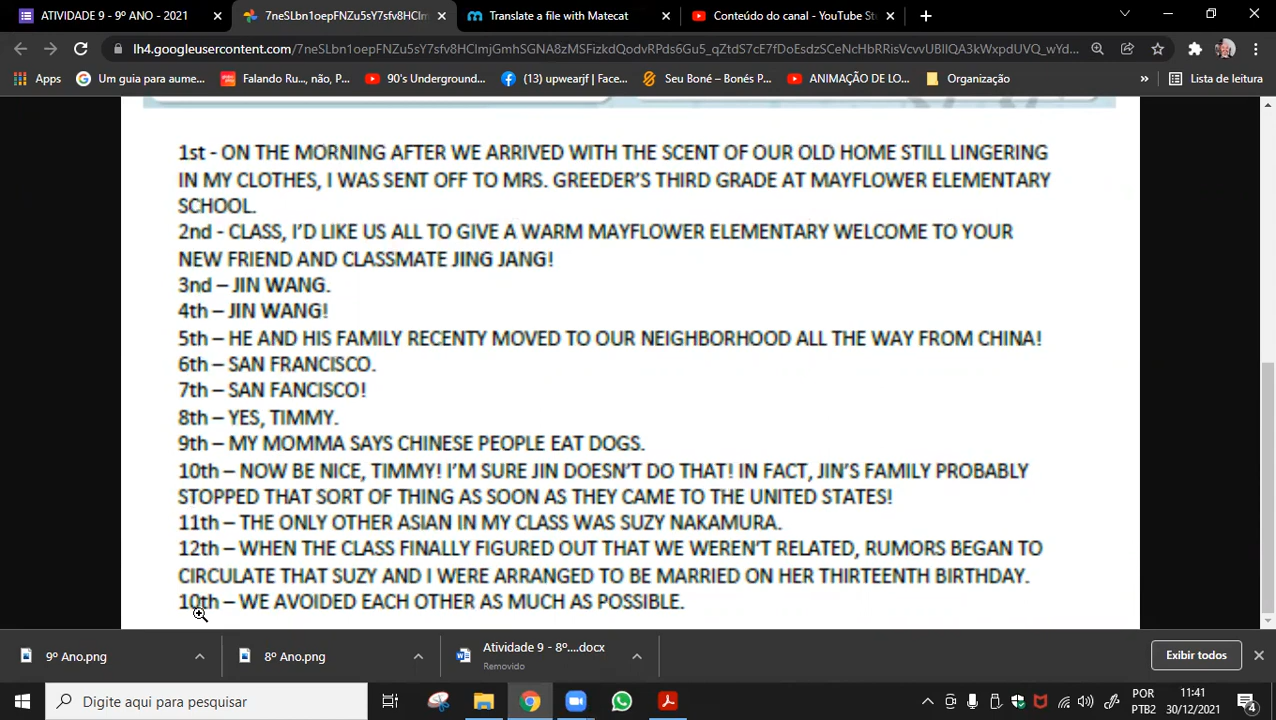 ATIVIDADE 9 - 9º ANO - 2021
7neSLbn1oepFNZu5sY7sfv8HClm
Translate a file with Matecat
Conteúdo do canal - YouTube St
lh4.googleusercontent.com/
Apps
Um guia para aume...
Falando Ru..., não, P...
90's Underground...
(13) upwearjf | Face...
Seu Boné – Bonés P...
ANIMAÇÃO DE LO...
Organização
»
Lista de leitura
1st - ON THE MORNING AFTER WE ARRIVED WITH THE SCENT OF OUR OLD HOME STILL LINGERING
IN MY CLOTHES, I WAS SENT OFF TO MRS. GREEDER'S THIRD GRADE AT MAYFLOWER ELEMENTARY
SCHOOL.
2nd - CLASS, I'D LIKE US ALL TO GIVE A WARM MAYFLOWER ELEMENTARY WELCOME TO YOUR
NEW FRIEND AND CLASSMATE JING JANG!
3nd – JIN WANG.
4th – JIN WANG!
5th – HE AND HIS FAMILY RECENTY MOVED TO OUR NEIGHBORHOOD ALL THE WAY FROM CHINA!
6th – SAN FRANCISCO.
7th – SAN FANCISCO!
8th – YES, TIMMY.
9th – MY MOMMA SAYS CHINESE PEOPLE EAT DOGS.
10th – NOW BE NICE, TIMMY! I'M SURE JIN DOESN'T DO THAT! IN FACT, JIN'S FAMILY PROBABLY
STOPPED THAT SORT OF THING AS SOON AS THEY CAME TO THE UNITED STATES!
11th – THE ONLY OTHER ASIAN IN MY CLASS WAS SUZY NAKAMURA.
12th – WHEN THE CLASS FINALLY FIGURED OUT THAT WE WEREN'T RELATED, RUMORS BEGAN TO
CIRCULATE THAT SUZY AND I WERE ARRANGED TO BE MARRIED ON HER THIRTEENTH BIRTHDAY.
10th – WE AVOIDED EACH OTHER AS MUCH AS POSSIBLE.
9º Ano.png
8º Ano.png
Atividade 9 - 8º....docx
Removido
Exibir todos
Digite aqui para pesquisar
POR
PTB2
11:41
30/12/2021
4